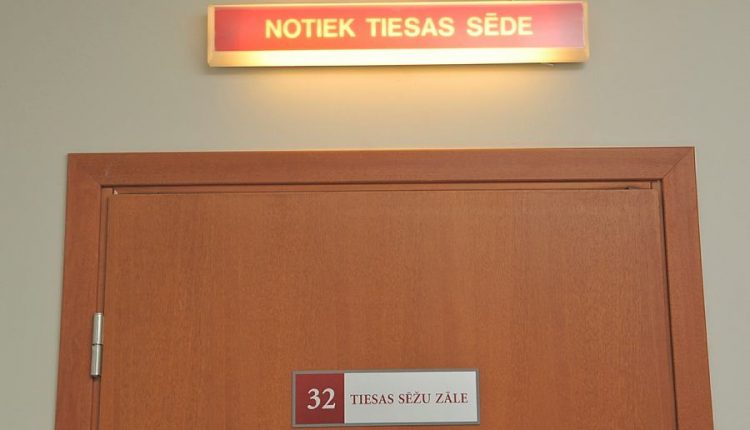 NOTIEK TIESAS SĒDE
32 TIESAS SĒŽU ZĀLE